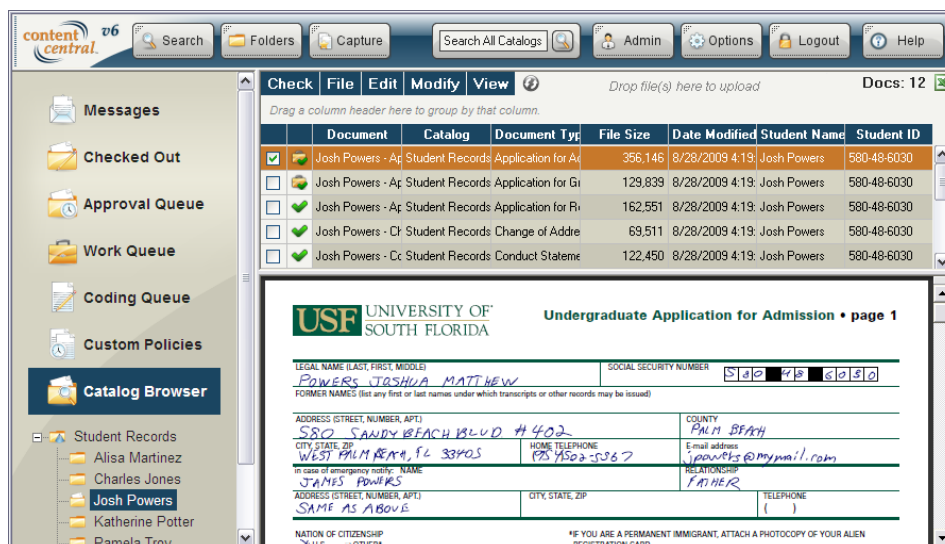 content central. v6 Search Folders Capture Search All Catalogs Admin Options Logout Help
Check File Edit Modify View Drop file(s) here to upload Docs: 12
Drag a column header here to group by that column.
Document Catalog Document Typ File Size Date Modified Student Name Student ID
Josh Powers - Ap Student Records Application for Ad 356,146 8/28/2009 4:19: Josh Powers 580-48-6030
Josh Powers - Ap Student Records Application for Gr 129,839 8/28/2009 4:19: Josh Powers 580-48-6030
Josh Powers - Ap Student Records Application for Re 162,551 8/28/2009 4:19: Josh Powers 580-48-6030
Josh Powers - Ch Student Records Change of Addre 69,511 8/28/2009 4:19: Josh Powers 580-48-6030
Josh Powers - Co Student Records Conduct Stateme 122,450 8/28/2009 4:19: Josh Powers 580-48-6030
Messages
Checked Out
Approval Queue
Work Queue
Coding Queue
Custom Policies
Catalog Browser
Student Records
Alisa Martinez
Charles Jones
Josh Powers
Katherine Potter
Pamela Troy
USF UNIVERSITY OF
SOUTH FLORIDA
Undergraduate Application for Admission • page 1
LEGAL NAME (LAST, FIRST, MIDDLE) SOCIAL SECURITY NUMBER 580 48 6030
POWERS JOSHUA MATTHEW
FORMER NAMES (list any first or last names under which transcripts or other records may be issued)
ADDRESS (STREET, NUMBER, APT.) COUNTY
580 SANDY BEACH BLVD #402 PALM BEACH
CITY, STATE, ZIP HOME TELEPHONE E-mail address
WEST PALM BEACH, FL 33405 jpowers@mymail.com
in case of emergency notify: NAME RELATIONSHIP
JAMES POWERS FATHER
ADDRESS (STREET, NUMBER, APT.) CITY, STATE, ZIP TELEPHONE
SAME AS ABOVE ( )
NATION OF CITIZENSHIP *IF YOU ARE A PERMANENT IMMIGRANT, ATTACH A PHOTOCOPY OF YOUR ALIEN
REGISTRATION CARD